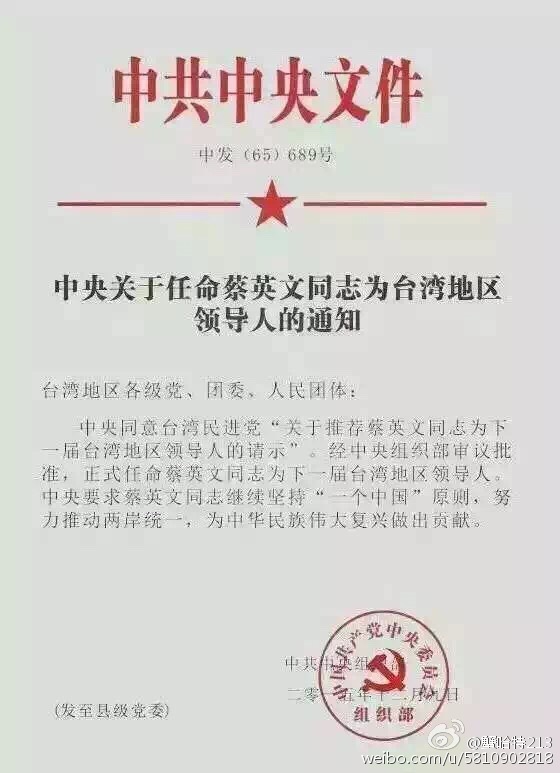 中共中央文件
中发（65）689号
中央关于任命蔡英文同志为台湾地区
领导人的通知
台湾地区各级党、团委、人民团体：
中央同意台湾民进党“关于推荐蔡英文同志为下
一届台湾地区领导人的请示”。经中央组织部审议批
准，正式任命蔡英文同志为下一届台湾地区领导人。
中央要求蔡英文同志继续坚持“一个中国”原则，努
力推动两岸统一，为中华民族伟大复兴做出贡献。
中国共产党中央委员会
组织部
中共中央组织部
二零一五年十二月九日
(发至县级党委)
weibo.com/u/5810902818